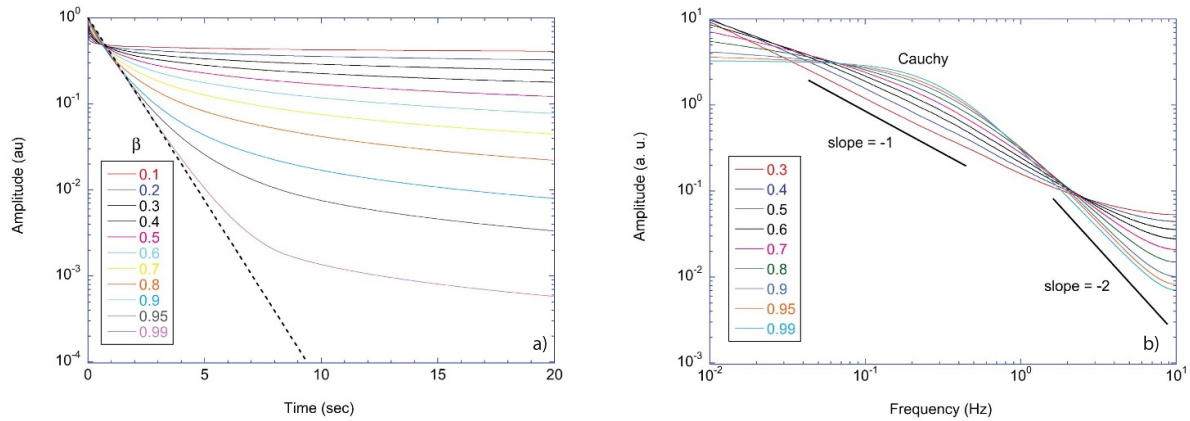 10^0
10^-1
10^-2
10^-3
10^-4
Amplitude (au)
β
0.1
0.2
0.3
0.4
0.5
0.6
0.7
0.8
0.9
0.95
0.99
a)
0 5 10 15 20
Time (sec)
10^1
10^0
10^-1
10^-2
10^-3
Amplitude (a. u.)
Cauchy
slope = -1
0.3
0.4
0.5
0.6
0.7
0.8
0.9
0.95
0.99
slope = -2
b)
10^-2 10^-1 10^0 10^1
Frequency (Hz)